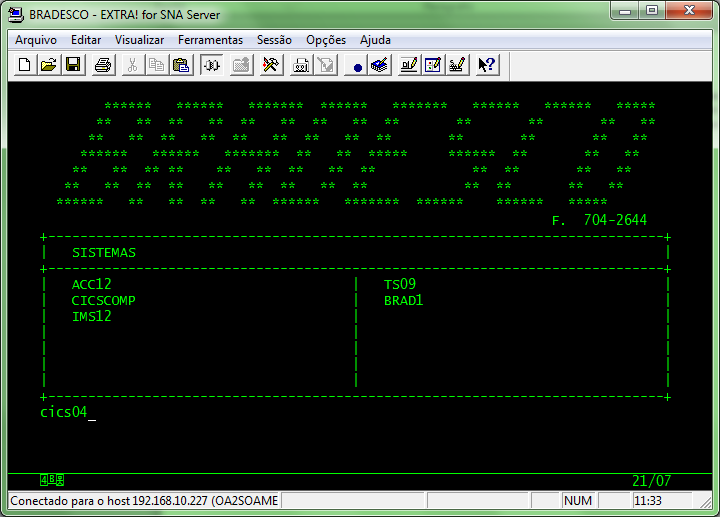 BRADESCO - EXTRA! for SNA Server
Arquivo Editar Visualizar Ferramentas Sessão Opções Ajuda
BRADESCO
F. 704-2644
SISTEMAS
ACC12 TS09
CICSCOMP BRAD1
IMS12
cics04_
21/07
Conectado para o host 192.168.10.227 (OA2SOAME NUM 11:33